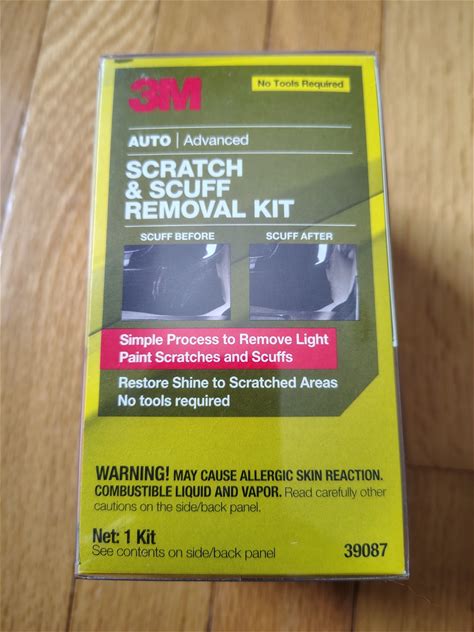 3M
No Tools Required
AUTO | Advanced
SCRATCH
& SCUFF
REMOVAL KIT
SCUFF BEFORE
SCUFF AFTER
Simple Process to Remove Light
Paint Scratches and Scuffs
Restore Shine to Scratched Areas
No tools required
WARNING! MAY CAUSE ALLERGIC SKIN REACTION.
COMBUSTIBLE LIQUID AND VAPOR. Read carefully other
cautions on the side/back panel.
Net: 1 Kit
See contents on side/back panel
39087